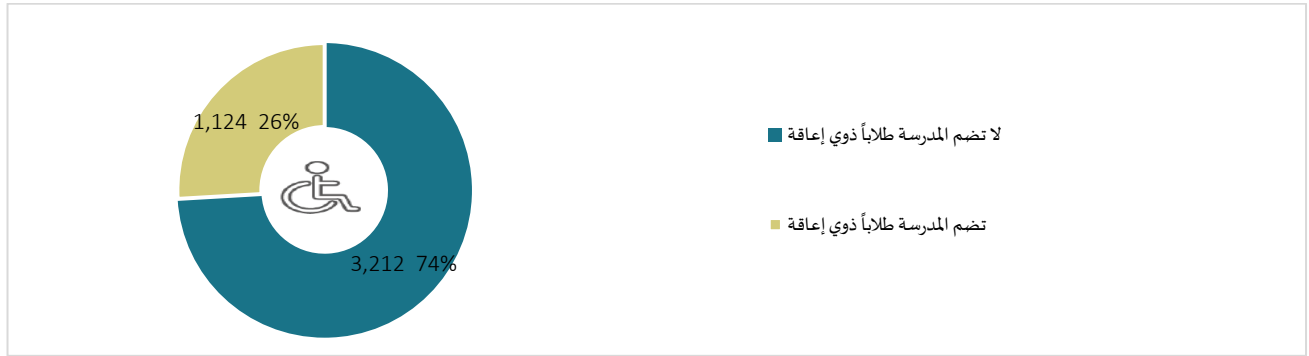 1,124 26%
3,212 74%
لا تضم المدرسة طلاباً ذوي إعاقة
تضم المدرسة طلاباً ذوي إعاقة